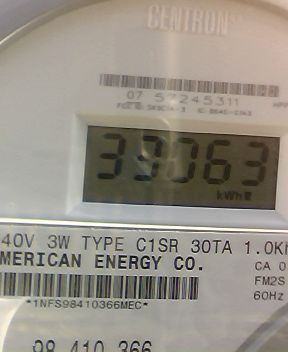 CENTRON
07 57245311
39063
kWh
40V 3W TYPE C1SR 30TA 1.0K
MERICAN ENERGY CO.
CA 0
FM2S
60Hz
*1NFS98410366MEC*
98 410 366